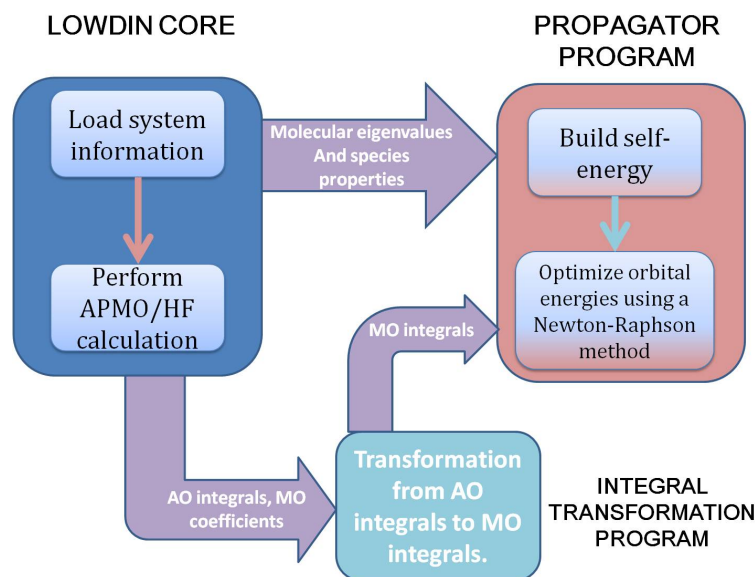 LOWDIN CORE
PROPAGATOR
PROGRAM
Load system
information
Molecular eigenvalues
And species
properties
Build self-
energy
Perform
APMO/HF
calculation
Optimize orbital
energies using a
Newton-Raphson
method
MO integrals
AO integrals, MO
coefficients
Transformation
from AO
integrals to MO
integrals.
INTEGRAL
TRANSFORMATION
PROGRAM